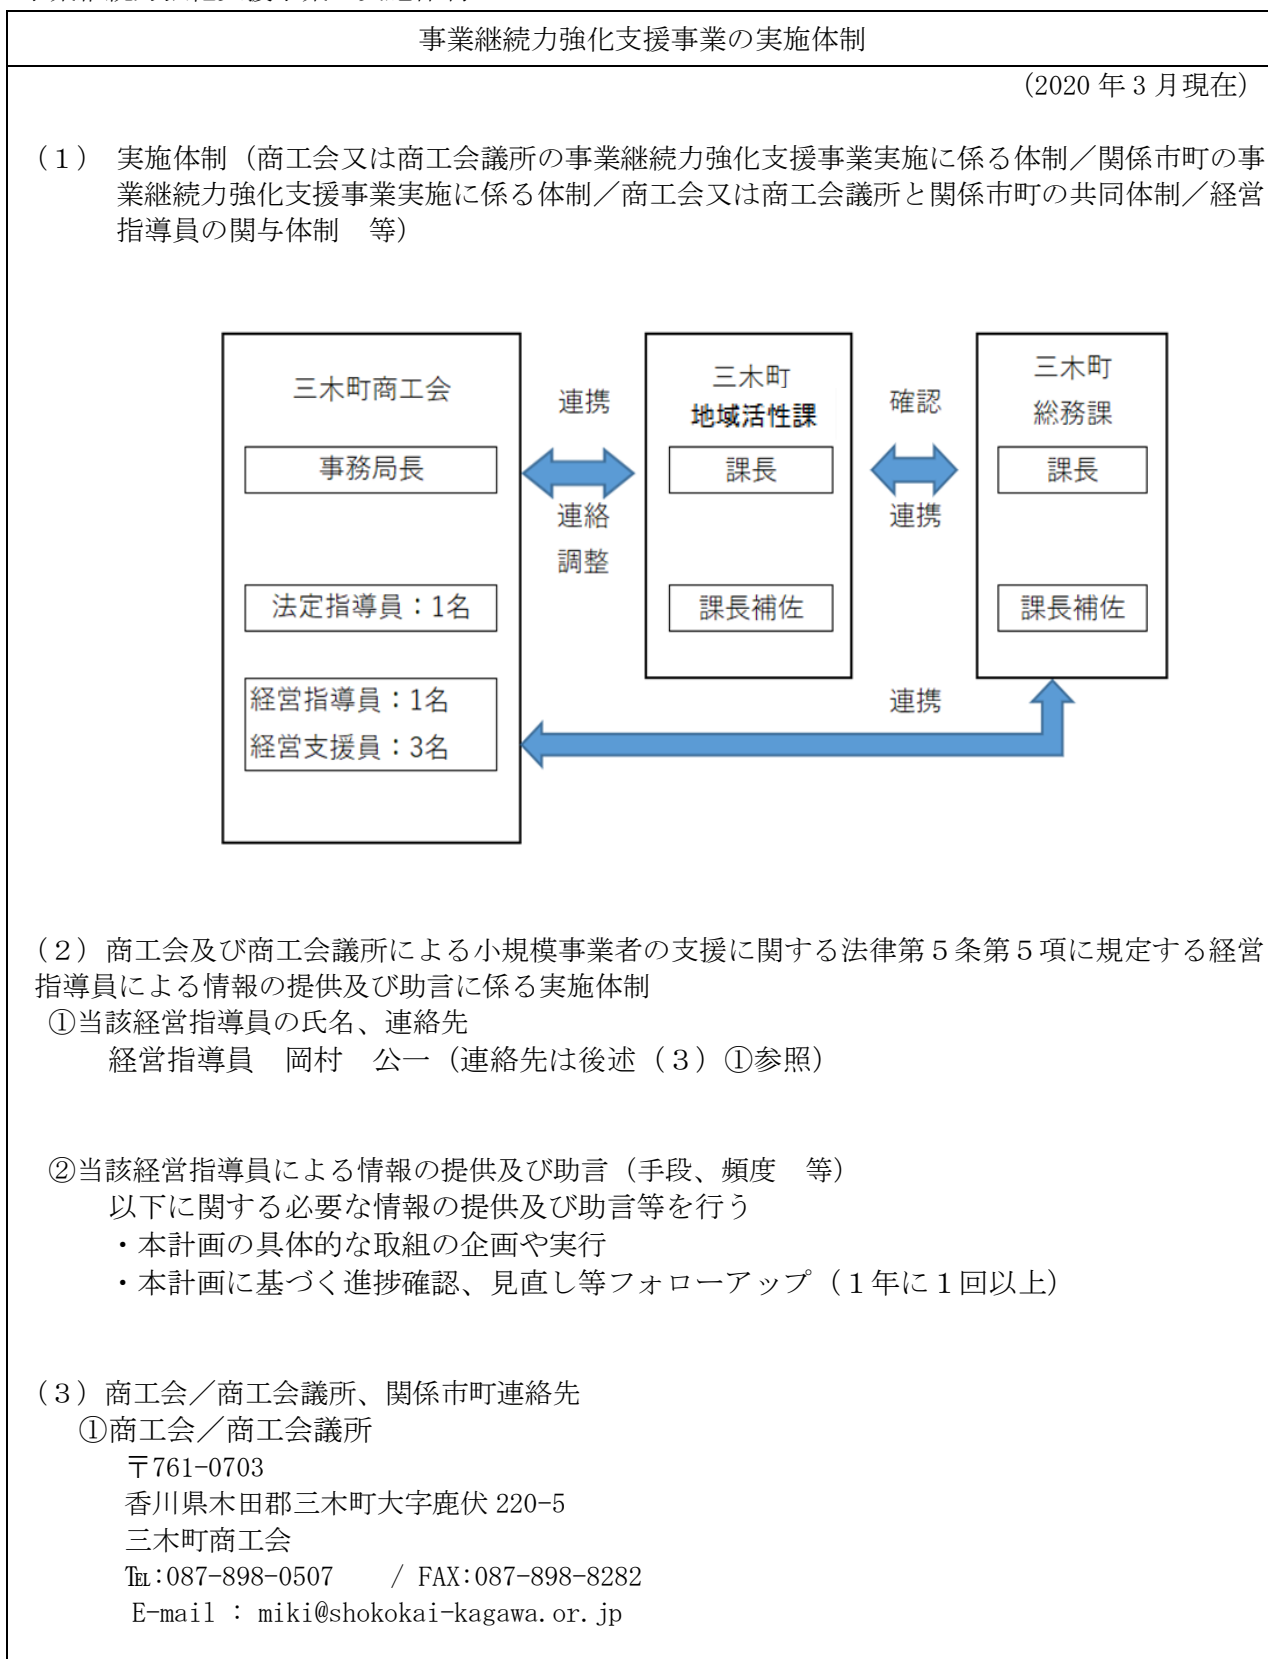 事業継続力強化支援事業の実施体制
(2020 年 3 月現在)
（１） 実施体制（商工会又は商工会議所の事業継続力強化支援事業実施に係る体制／関係市町の事
業継続力強化支援事業実施に係る体制／商工会又は商工会議所と関係市町の共同体制／経営
指導員の関与体制　等）
三木町商工会
事務局長
法定指導員：1名
経営指導員：1名
経営支援員：3名
連携
連絡
調整
三木町
地域活性課
課長
課長補佐
確認
連携
三木町
総務課
課長
課長補佐
連携
（２）商工会及び商工会議所による小規模事業者の支援に関する法律第５条第５項に規定する経営
指導員による情報の提供及び助言に係る実施体制
①当該経営指導員の氏名、連絡先
経営指導員　岡村　公一（連絡先は後述（３）①参照）
②当該経営指導員による情報の提供及び助言（手段、頻度　等）
以下に関する必要な情報の提供及び助言等を行う
・本計画の具体的な取組の企画や実行
・本計画に基づく進捗確認、見直し等フォローアップ（１年に１回以上）
（３）商工会／商工会議所、関係市町連絡先
①商工会／商工会議所
〒761-0703
香川県木田郡三木町大字鹿伏 220-5
三木町商工会
℡:087-898-0507　 / FAX:087-898-8282
E-mail : miki@shokokai-kagawa.or.jp